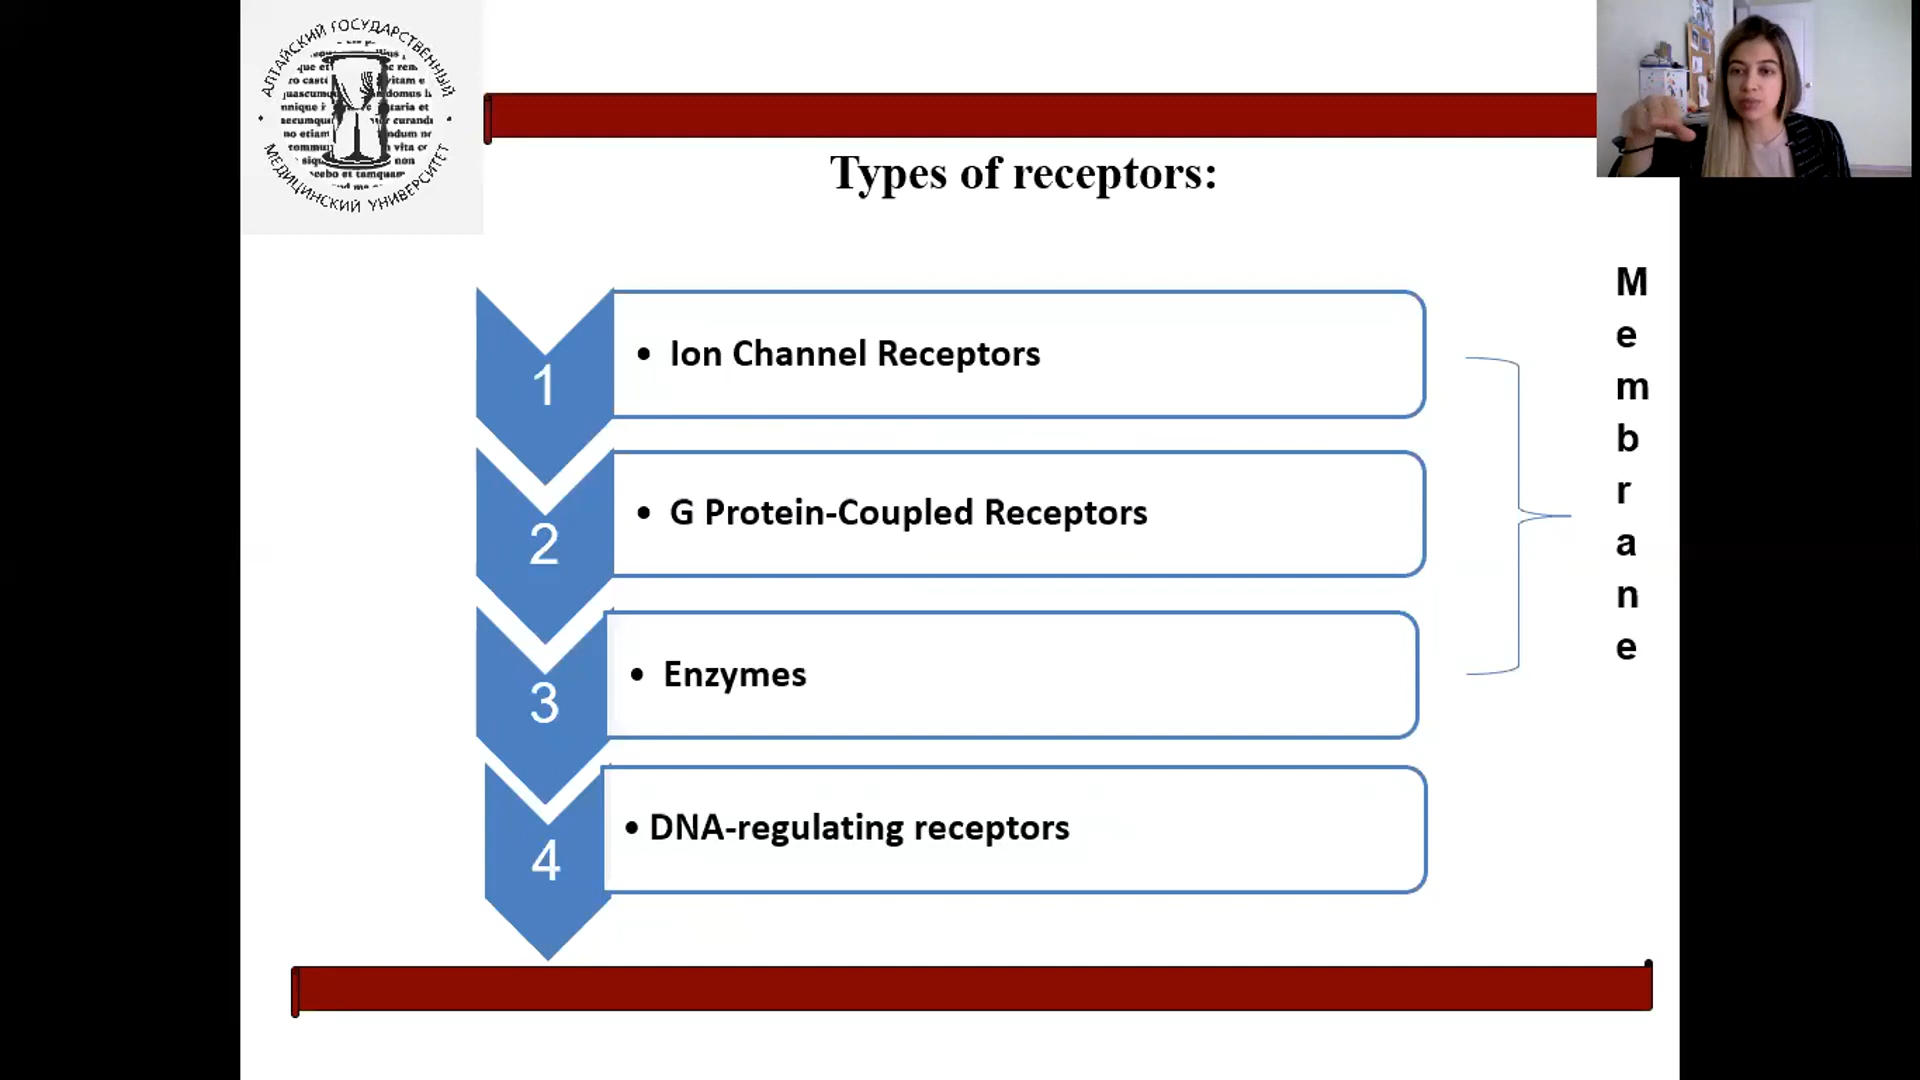 АЛТАЙСКИЙ ГОСУДАРСТВЕННЫЙ
МЕДИЦИНСКИЙ УНИВЕРСИТЕТ
Types of receptors:
1
• Ion Channel Receptors
2
• G Protein-Coupled Receptors
3
• Enzymes
4
• DNA-regulating receptors
M
e
m
b
r
a
n
e